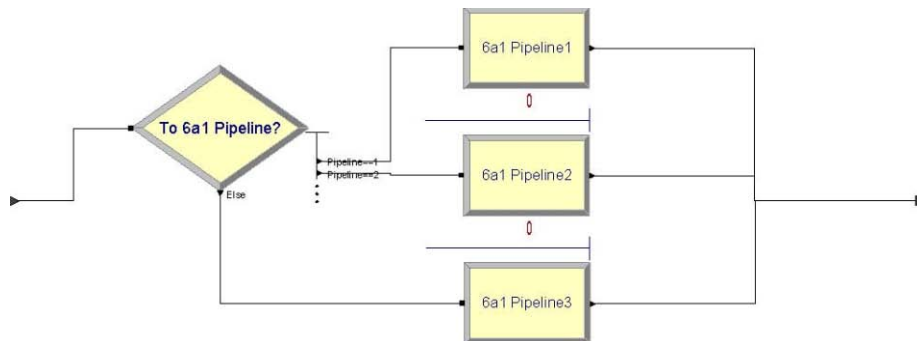 6a1 Pipeline1
0
To 6a1 Pipeline?
Pipeline==1
Pipeline==2
Else
6a1 Pipeline2
0
6a1 Pipeline3